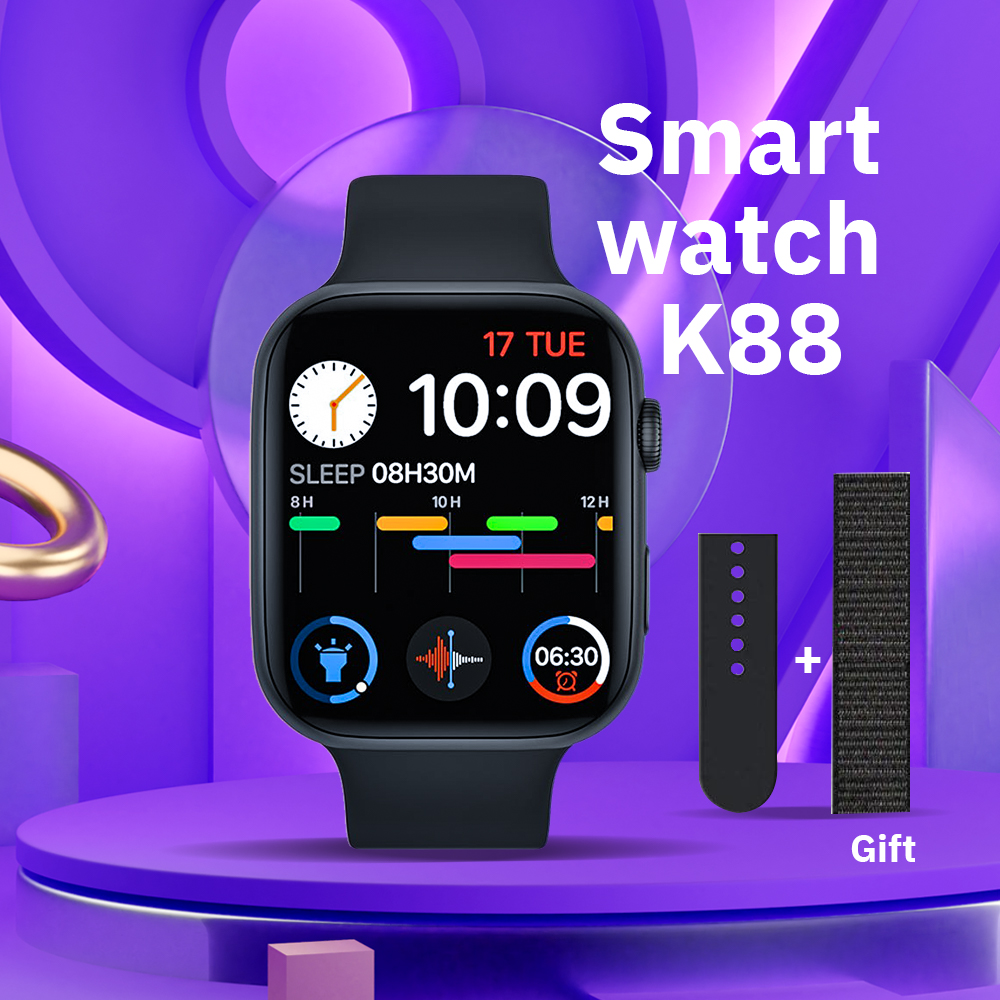 Smart
watch
K88
17 TUE
10:09
SLEEP 08H30M
8 H 10 H 12 H
06:30
+
Gift